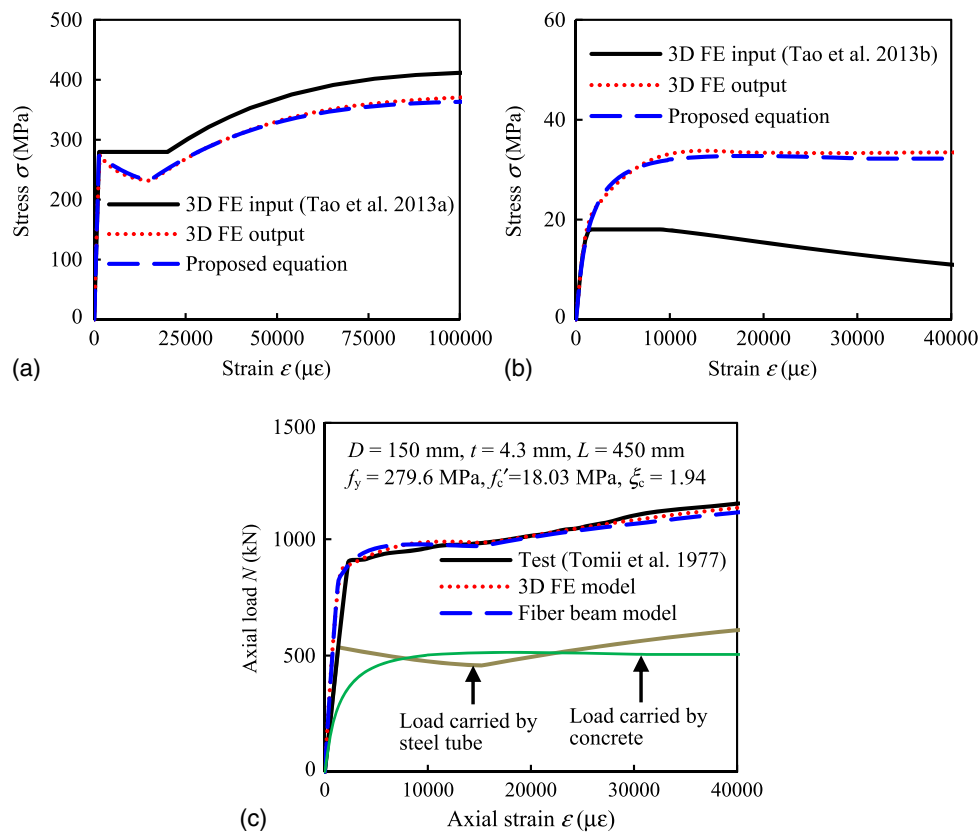 500
400
300
200
100
0
Stress σ (MPa)
3D FE input (Tao et al. 2013a)
3D FE output
Proposed equation
0 25000 50000 75000 100000
Strain ε (με)
(a)
60
40
20
0
Stress σ (MPa)
3D FE input (Tao et al. 2013b)
3D FE output
Proposed equation
0 10000 20000 30000 40000
Strain ε (με)
(b)
1500
1000
500
0
Axial load N (kN)
D = 150 mm, t = 4.3 mm, L = 450 mm
fy = 279.6 MPa, fc′=18.03 MPa, ξc = 1.94
Test (Tomii et al. 1977)
3D FE model
Fiber beam model
Load carried by
steel tube
Load carried by
concrete
0 10000 20000 30000 40000
Axial strain ε (με)
(c)